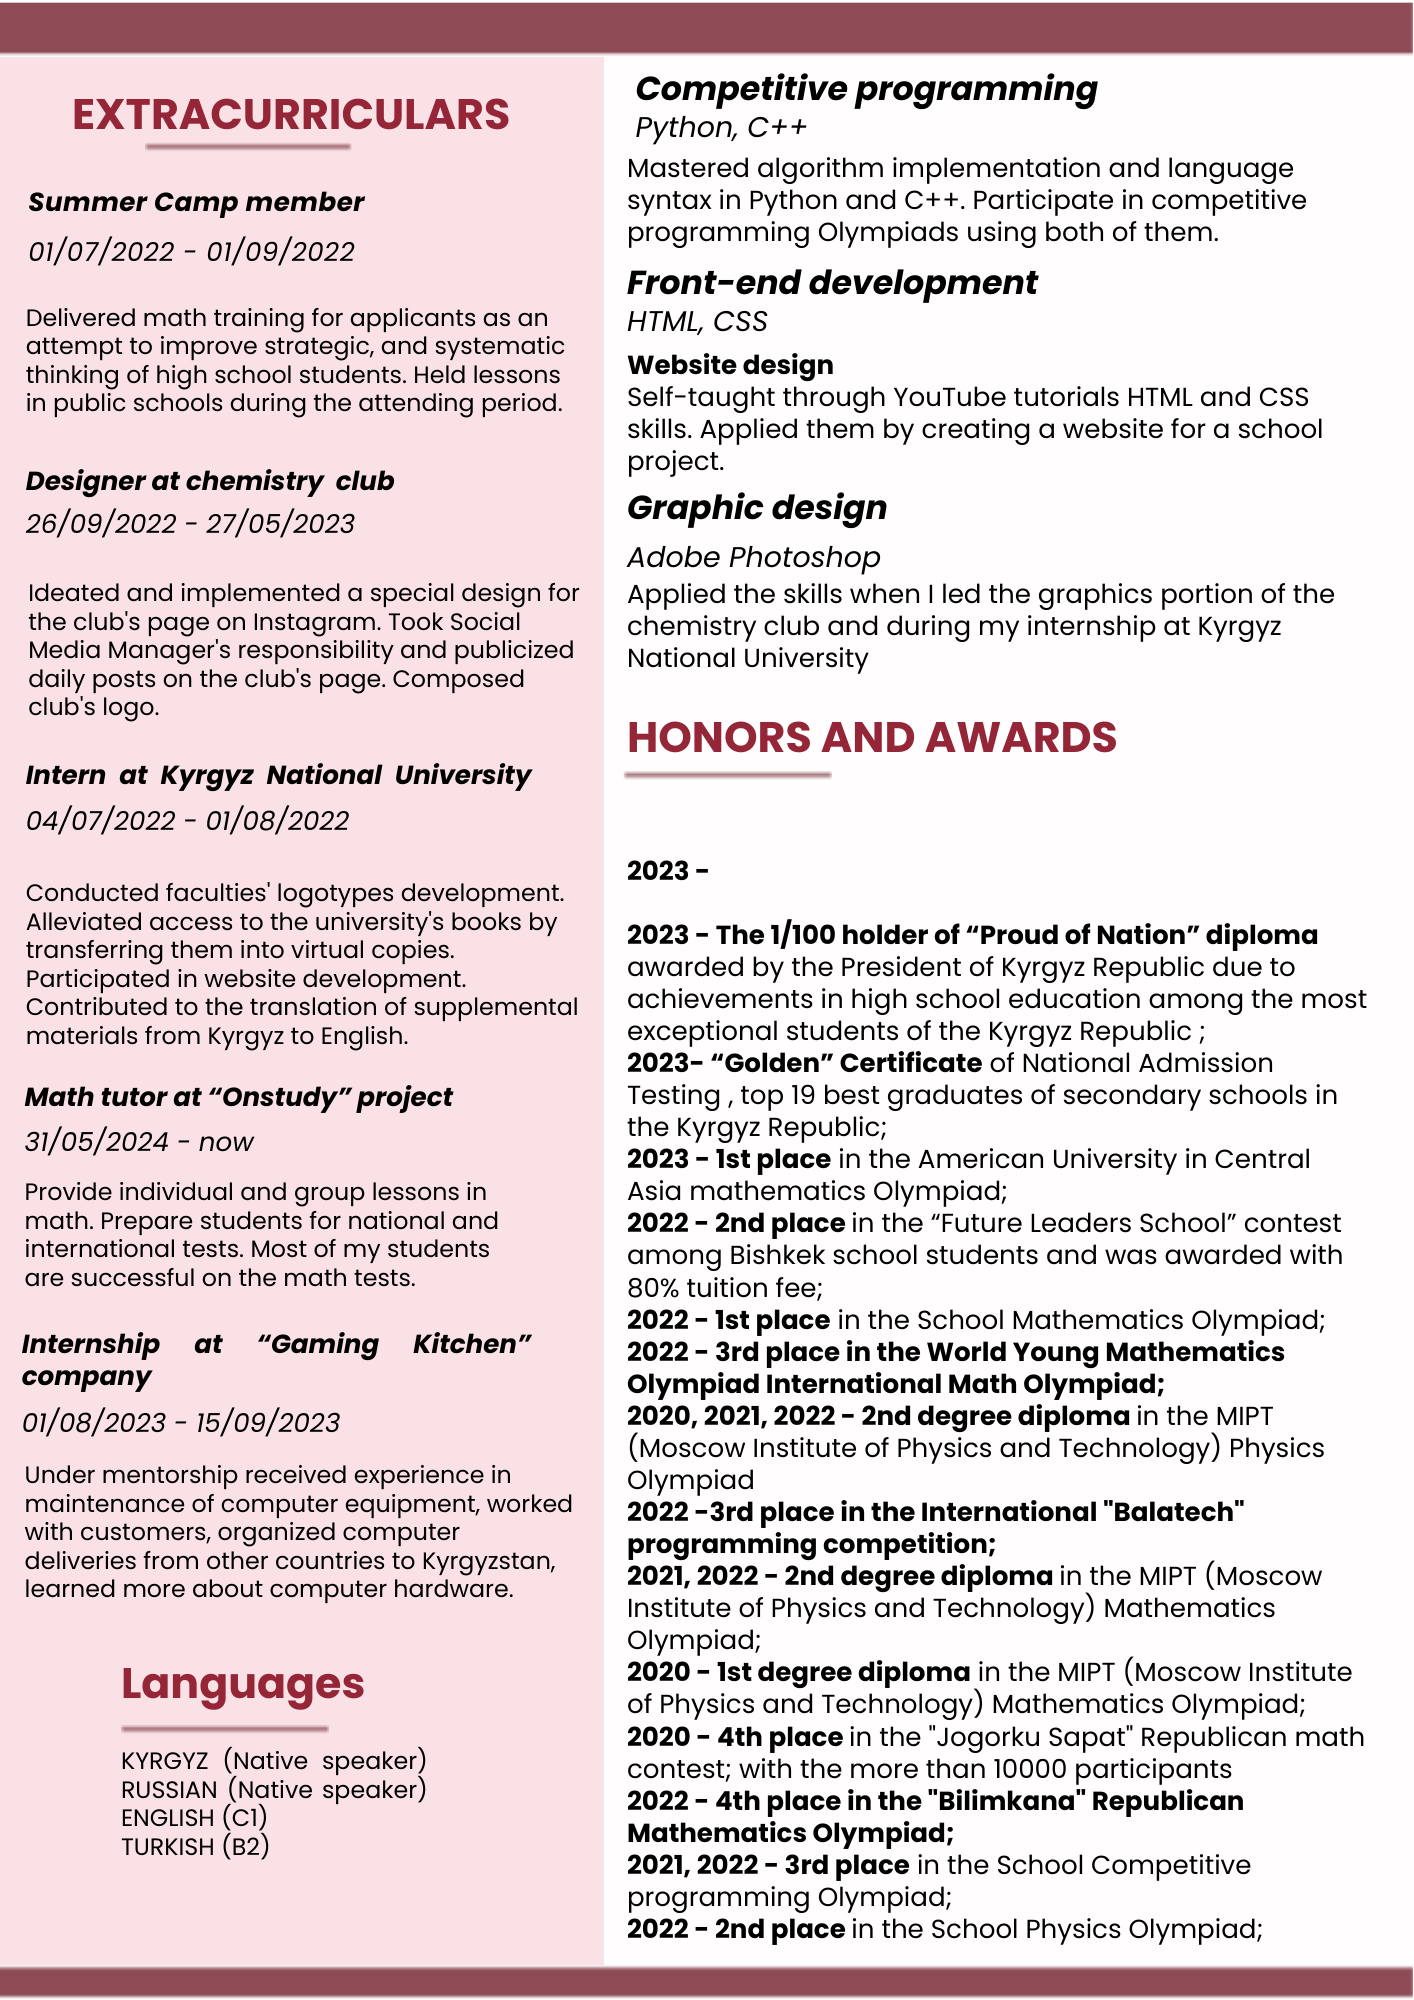 EXTRACURRICULARS
Summer Camp member
01/07/2022 - 01/09/2022
Delivered math training for applicants as an
attempt to improve strategic, and systematic
thinking of high school students. Held lessons
in public schools during the attending period.
Designer at chemistry club
26/09/2022 - 27/05/2023
Ideated and implemented a special design for
the club's page on Instagram. Took Social
Media Manager's responsibility and publicized
daily posts on the club's page. Composed
club's logo.
Intern at Kyrgyz National University
04/07/2022 - 01/08/2022
Conducted faculties' logotypes development.
Alleviated access to the university's books by
transferring them into virtual copies.
Participated in website development.
Contributed to the translation of supplemental
materials from Kyrgyz to English.
Math tutor at “Onstudy” project
31/05/2024 - now
Provide individual and group lessons in
math. Prepare students for national and
international tests. Most of my students
are successful on the math tests.
Internship at “Gaming Kitchen”
company
01/08/2023 - 15/09/2023
Under mentorship received experience in
maintenance of computer equipment, worked
with customers, organized computer
deliveries from other countries to Kyrgyzstan,
learned more about computer hardware.
Languages
KYRGYZ (Native speaker)
RUSSIAN (Native speaker)
ENGLISH (C1)
TURKISH (B2)
Competitive programming
Python, C++
Mastered algorithm implementation and language
syntax in Python and C++. Participate in competitive
programming Olympiads using both of them.
Front-end development
HTML, CSS
Website design
Self-taught through YouTube tutorials HTML and CSS
skills. Applied them by creating a website for a school
project.
Graphic design
Adobe Photoshop
Applied the skills when I led the graphics portion of the
chemistry club and during my internship at Kyrgyz
National University
HONORS AND AWARDS
2023 -
2023 - The 1/100 holder of “Proud of Nation” diploma
awarded by the President of Kyrgyz Republic due to
achievements in high school education among the most
exceptional students of the Kyrgyz Republic ;
2023- “Golden” Certificate of National Admission
Testing , top 19 best graduates of secondary schools in
the Kyrgyz Republic;
2023 - 1st place in the American University in Central
Asia mathematics Olympiad;
2022 - 2nd place in the “Future Leaders School” contest
among Bishkek school students and was awarded with
80% tuition fee;
2022 - 1st place in the School Mathematics Olympiad;
2022 - 3rd place in the World Young Mathematics
Olympiad International Math Olympiad;
2020, 2021, 2022 - 2nd degree diploma in the MIPT
(Moscow Institute of Physics and Technology) Physics
Olympiad
2022 -3rd place in the International "Balatech"
programming competition;
2021, 2022 - 2nd degree diploma in the MIPT (Moscow
Institute of Physics and Technology) Mathematics
Olympiad;
2020 - 1st degree diploma in the MIPT (Moscow Institute
of Physics and Technology) Mathematics Olympiad;
2020 - 4th place in the "Jogorku Sapat" Republican math
contest; with the more than 10000 participants
2022 - 4th place in the "Bilimkana" Republican
Mathematics Olympiad;
2021, 2022 - 3rd place in the School Competitive
programming Olympiad;
2022 - 2nd place in the School Physics Olympiad;